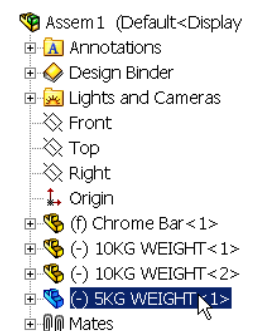 Assem1 (Default<Display
Annotations
Design Binder
Lights and Cameras
Front
Top
Right
Origin
(f) Chrome Bar<1>
(-) 10KG WEIGHT<1>
(-) 10KG WEIGHT<2>
(-) 5KG WEIGHT<1>
Mates